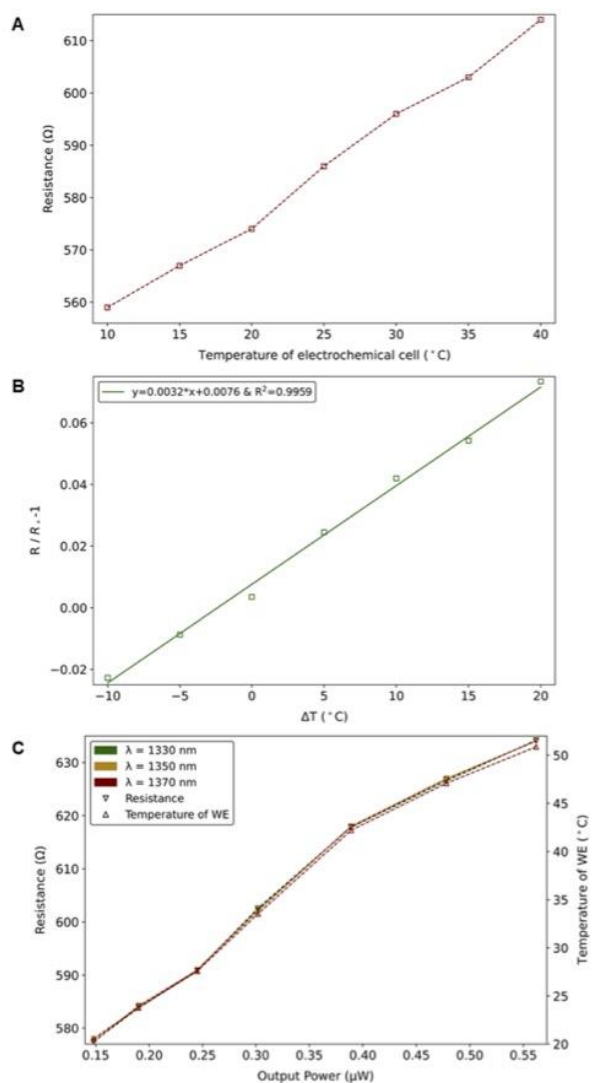 A
610
600
590
580
570
560
Resistance (Ω)
10 15 20 25 30 35 40
Temperature of electrochemical cell (°C)
B
y=0.0032*x+0.0076 & R²=0.9959
0.06
0.04
0.02
0.00
−0.02
R / R -1
−10 −5 0 5 10 15 20
ΔT (°C)
C
λ = 1330 nm
λ = 1350 nm
λ = 1370 nm
Resistance
Temperature of WE
630
620
610
600
590
580
Resistance (Ω)
50
45
40
35
30
25
20
Temperature of WE (°C)
0.15 0.20 0.25 0.30 0.35 0.40 0.45 0.50 0.55
Output Power (μW)